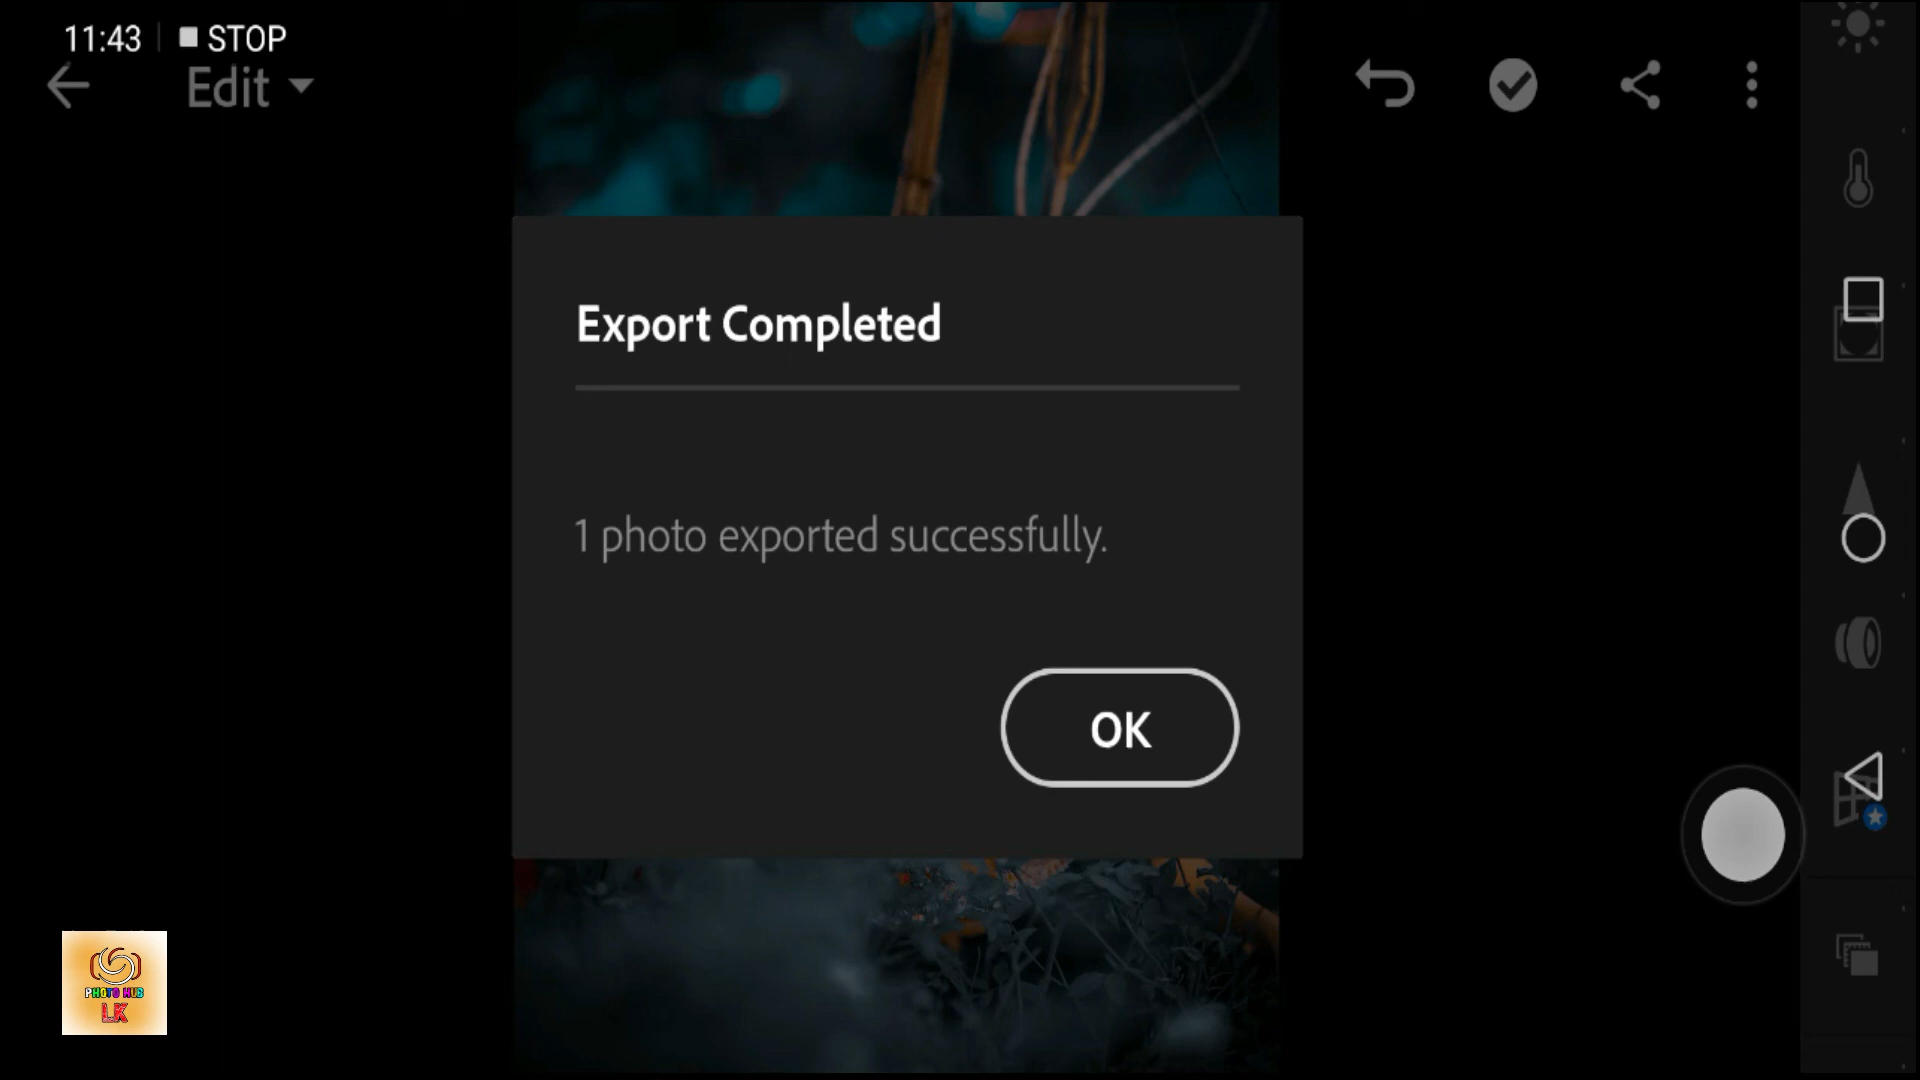 11:43
STOP
Edit
Export Completed
1 photo exported successfully.
OK
PHOTO HUB
LK